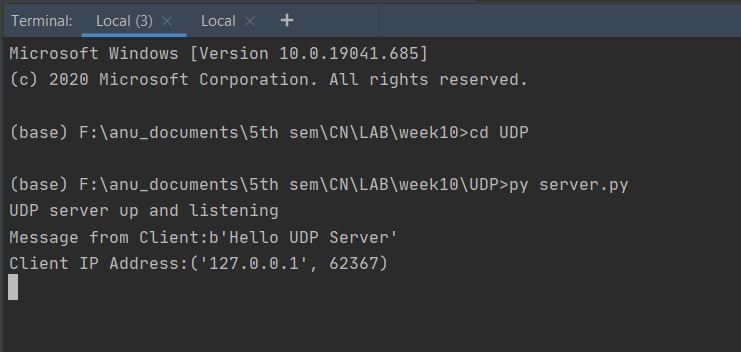 Terminal: Local (3) × Local × +
Microsoft Windows [Version 10.0.19041.685]
(c) 2020 Microsoft Corporation. All rights reserved.
(base) F:\anu_documents\5th sem\CN\LAB\week10>cd UDP
(base) F:\anu_documents\5th sem\CN\LAB\week10\UDP>py server.py
UDP server up and listening
Message from Client:b'Hello UDP Server'
Client IP Address:('127.0.0.1', 62367)